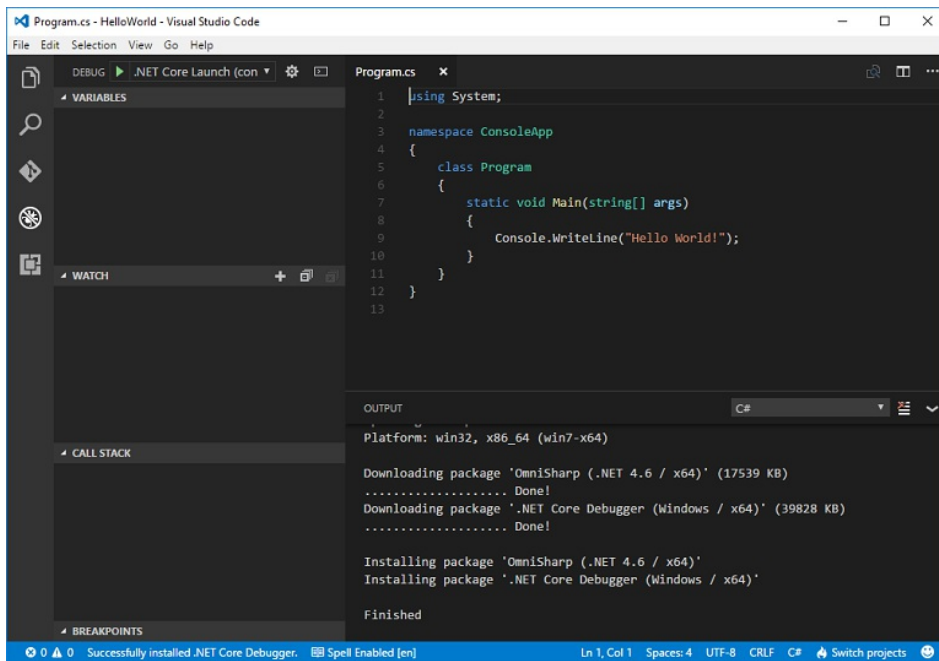 Program.cs - HelloWorld - Visual Studio Code
File Edit Selection View Go Help
DEBUG .NET Core Launch (con
VARIABLES
WATCH
CALL STACK
BREAKPOINTS
Program.cs
1 using System;
2
3 namespace ConsoleApp
4 {
5 class Program
6 {
7 static void Main(string[] args)
8 {
9 Console.WriteLine("Hello World!");
10 }
11 }
12 }
13
OUTPUT C#
Platform: win32, x86_64 (win7-x64)
Downloading package 'OmniSharp (.NET 4.6 / x64)' (17539 KB)
.................... Done!
Downloading package '.NET Core Debugger (Windows / x64)' (39828 KB)
.................... Done!
Installing package 'OmniSharp (.NET 4.6 / x64)'
Installing package '.NET Core Debugger (Windows / x64)'
Finished
0 0 Successfully installed .NET Core Debugger. Spell Enabled [en] Ln 1, Col 1 Spaces: 4 UTF-8 CRLF C# Switch projects